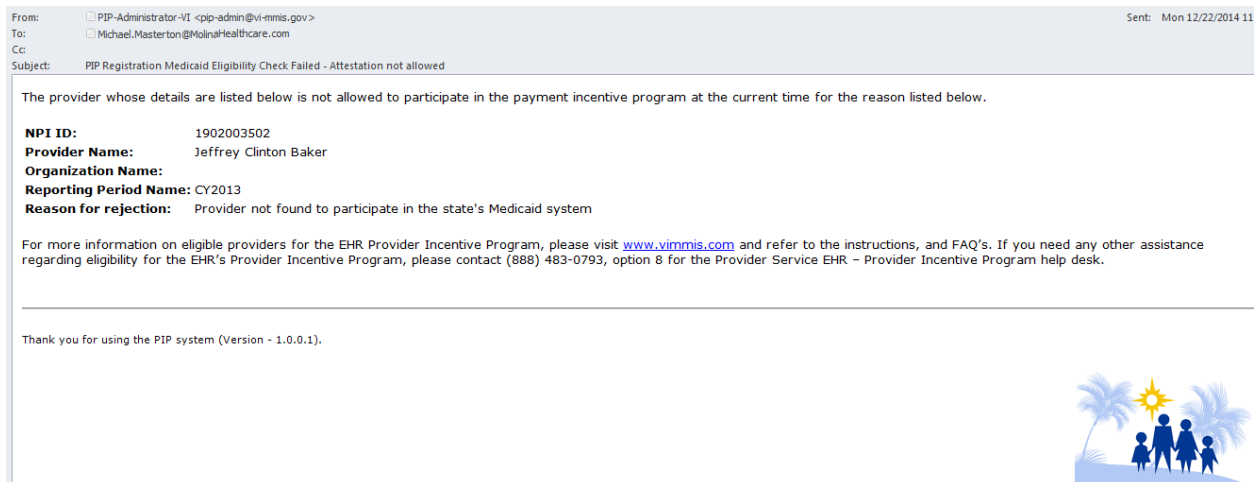 From: PIP-Administrator-VI <pip-admin@vi-mmis.gov> Sent: Mon 12/22/2014 11
To: Michael.Masterton@MolinaHealthcare.com
Cc:
Subject: PIP Registration Medicaid Eligibility Check Failed - Attestation not allowed
The provider whose details are listed below is not allowed to participate in the payment incentive program at the current time for the reason listed below.
NPI ID: 1902003502
Provider Name: Jeffrey Clinton Baker
Organization Name:
Reporting Period Name: CY2013
Reason for rejection: Provider not found to participate in the state's Medicaid system
For more information on eligible providers for the EHR Provider Incentive Program, please visit www.vimmis.com and refer to the instructions, and FAQ's. If you need any other assistance
regarding eligibility for the EHR's Provider Incentive Program, please contact (888) 483-0793, option 8 for the Provider Service EHR – Provider Incentive Program help desk.
Thank you for using the PIP system (Version - 1.0.0.1).